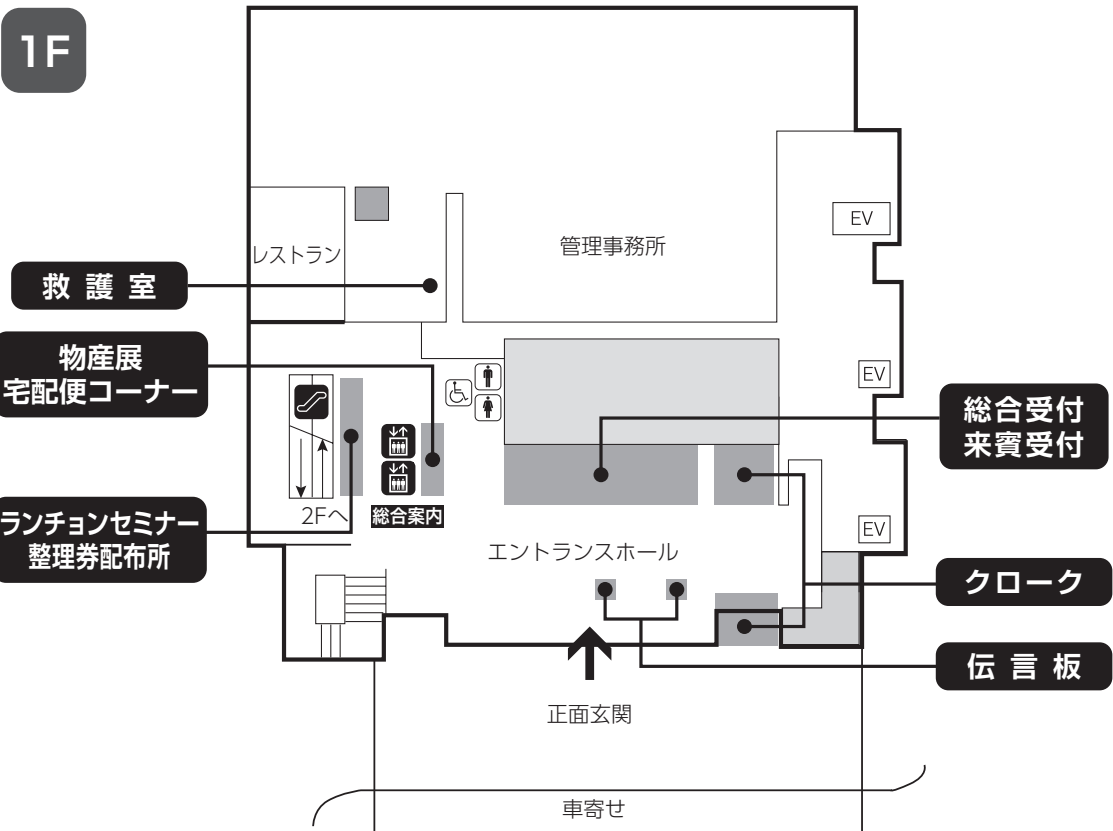 1F
レストラン
管理事務所
EV
救護室
物産展
宅配便コーナー
EV
総合受付
来賓受付
2Fへ
総合案内
ランチョンセミナー
整理券配布所
EV
エントランスホール
クローク
伝言板
正面玄関
車寄せ